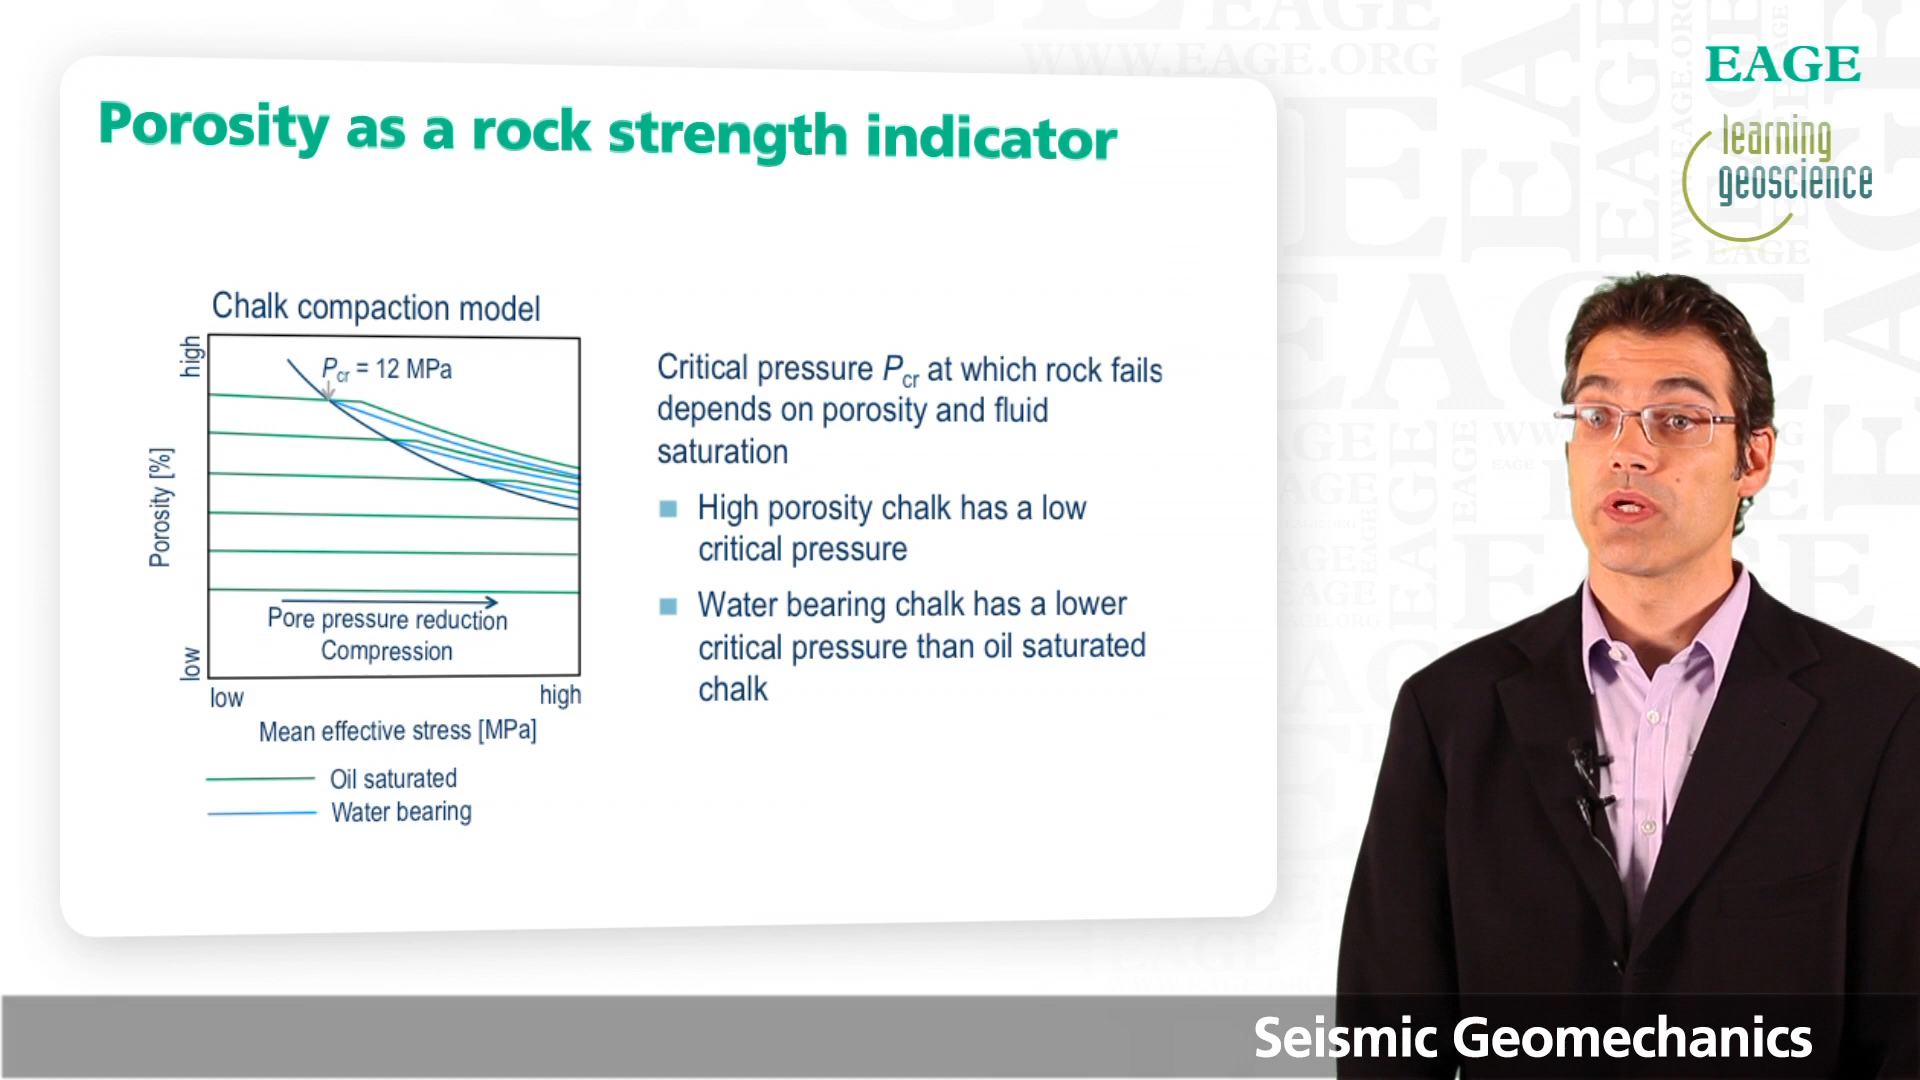 EAGE
learning
geoscience
Porosity as a rock strength indicator
Chalk compaction model
high
Pcr = 12 MPa
Porosity [%]
Pore pressure reduction
Compression
low
low
high
Mean effective stress [MPa]
Oil saturated
Water bearing
Critical pressure Pcr at which rock fails
depends on porosity and fluid
saturation
High porosity chalk has a low
critical pressure
Water bearing chalk has a lower
critical pressure than oil saturated
chalk
WWW.EAGE.ORG
Seismic Geomechanics